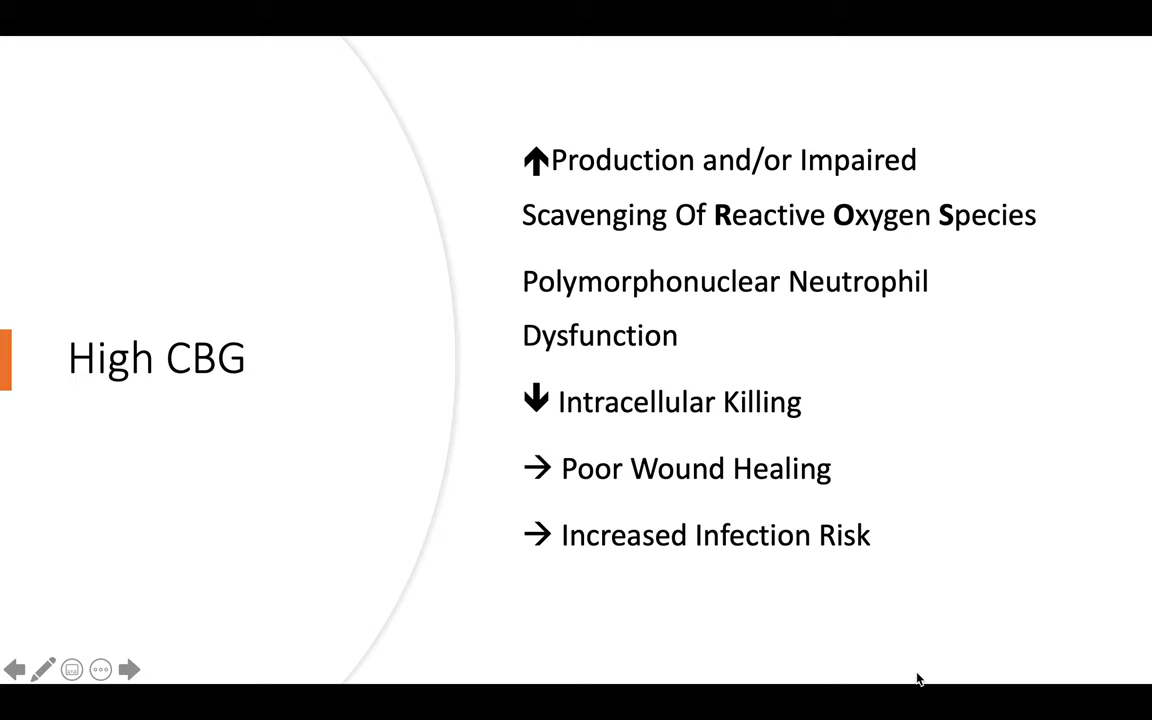 High CBG
🡩Production and/or Impaired
Scavenging Of Reactive Oxygen Species
Polymorphonuclear Neutrophil
Dysfunction
🡫 Intracellular Killing
→ Poor Wound Healing
→ Increased Infection Risk